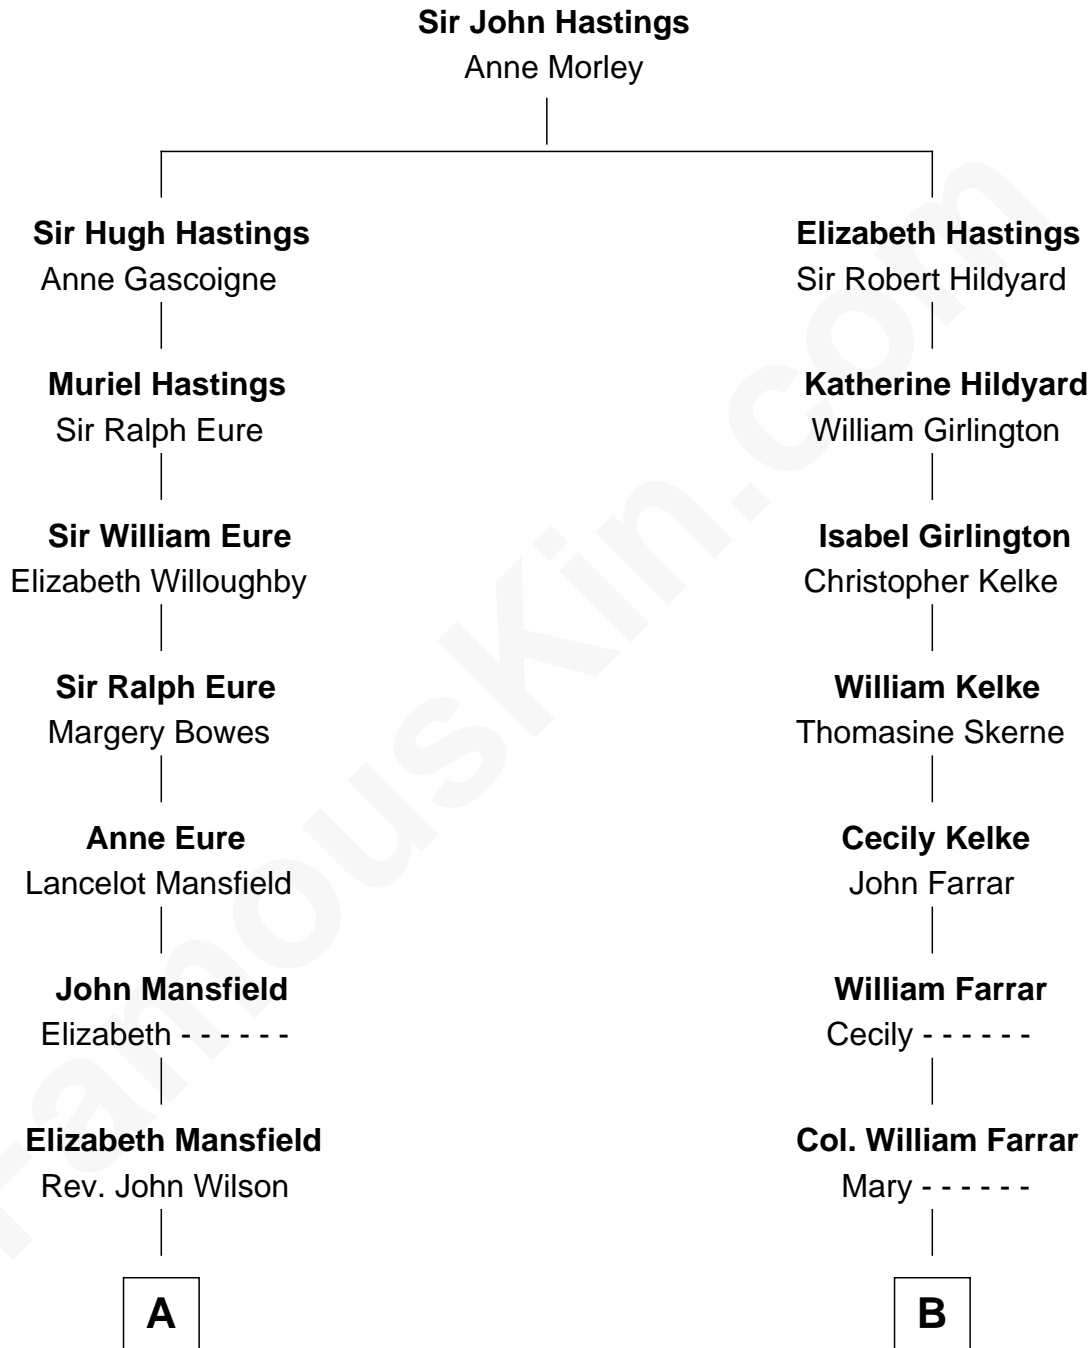 Sir John Hastings
Anne Morley
Sir Hugh Hastings
Anne Gascoigne
Elizabeth Hastings
Sir Robert Hildyard
Muriel Hastings
Sir Ralph Eure
Katherine Hildyard
William Girlington
Sir William Eure
Elizabeth Willoughby
Isabel Girlington
Christopher Kelke
Sir Ralph Eure
Margery Bowes
William Kelke
Thomasine Skerne
Anne Eure
Lancelot Mansfield
Cecily Kelke
John Farrar
John Mansfield
Elizabeth - - - - - -
William Farrar
Cecily - - - - - -
Elizabeth Mansfield
Rev. John Wilson
Col. William Farrar
Mary - - - - - -
A
B
FamousKin.com